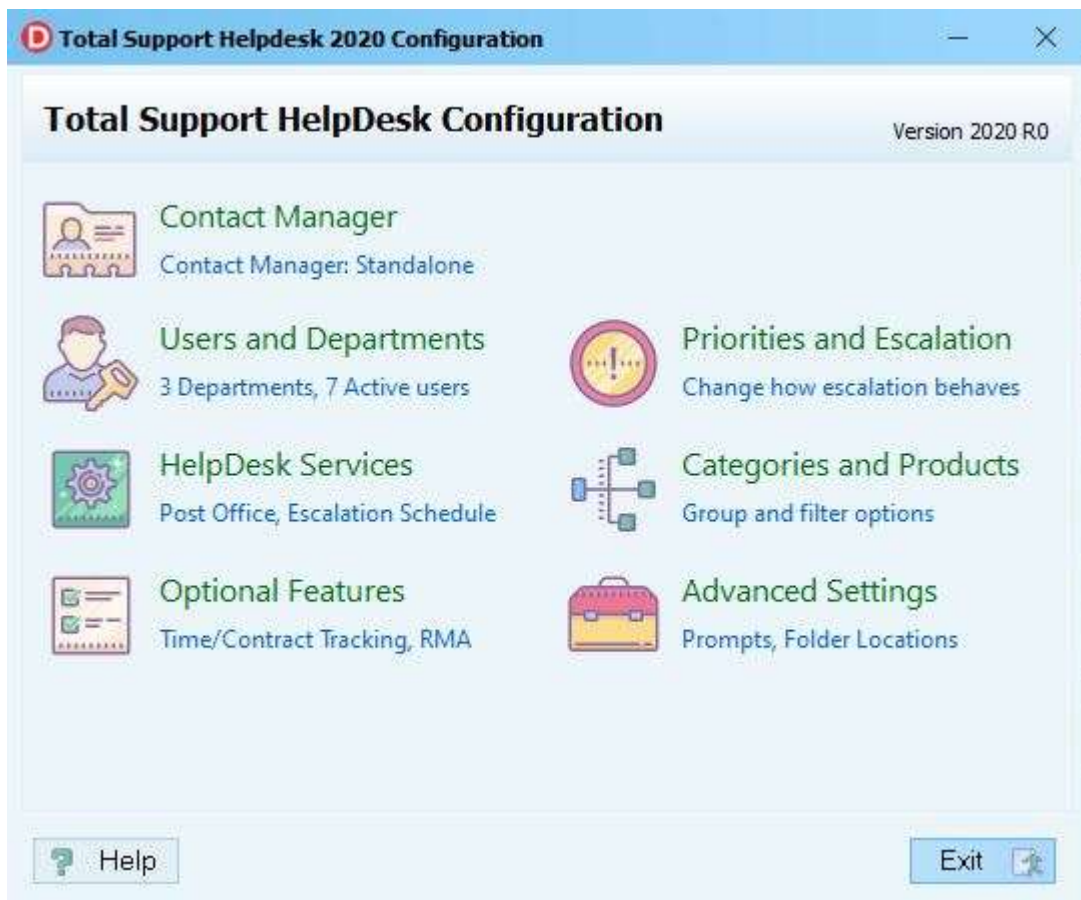 Total Support Helpdesk 2020 Configuration
Total Support HelpDesk Configuration
Version 2020 R0
Contact Manager
Contact Manager: Standalone
Users and Departments
3 Departments, 7 Active users
Priorities and Escalation
Change how escalation behaves
HelpDesk Services
Post Office, Escalation Schedule
Categories and Products
Group and filter options
Optional Features
Time/Contract Tracking, RMA
Advanced Settings
Prompts, Folder Locations
Help
Exit